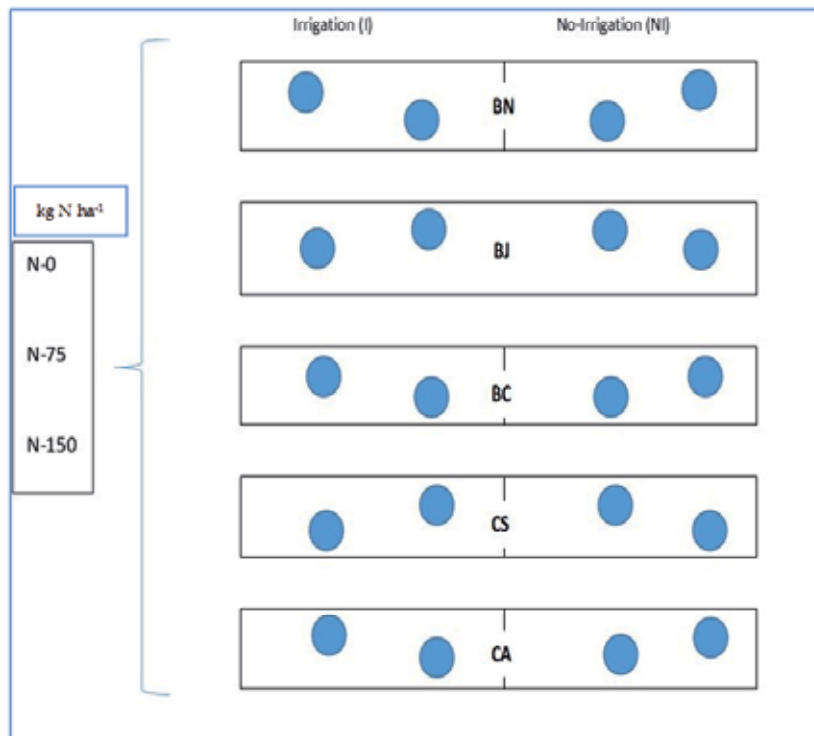 Irrigation (I) No-Irrigation (NI)
BN
kg N ha⁻¹
BJ
N-0
N-75
BC
N-150
CS
CA